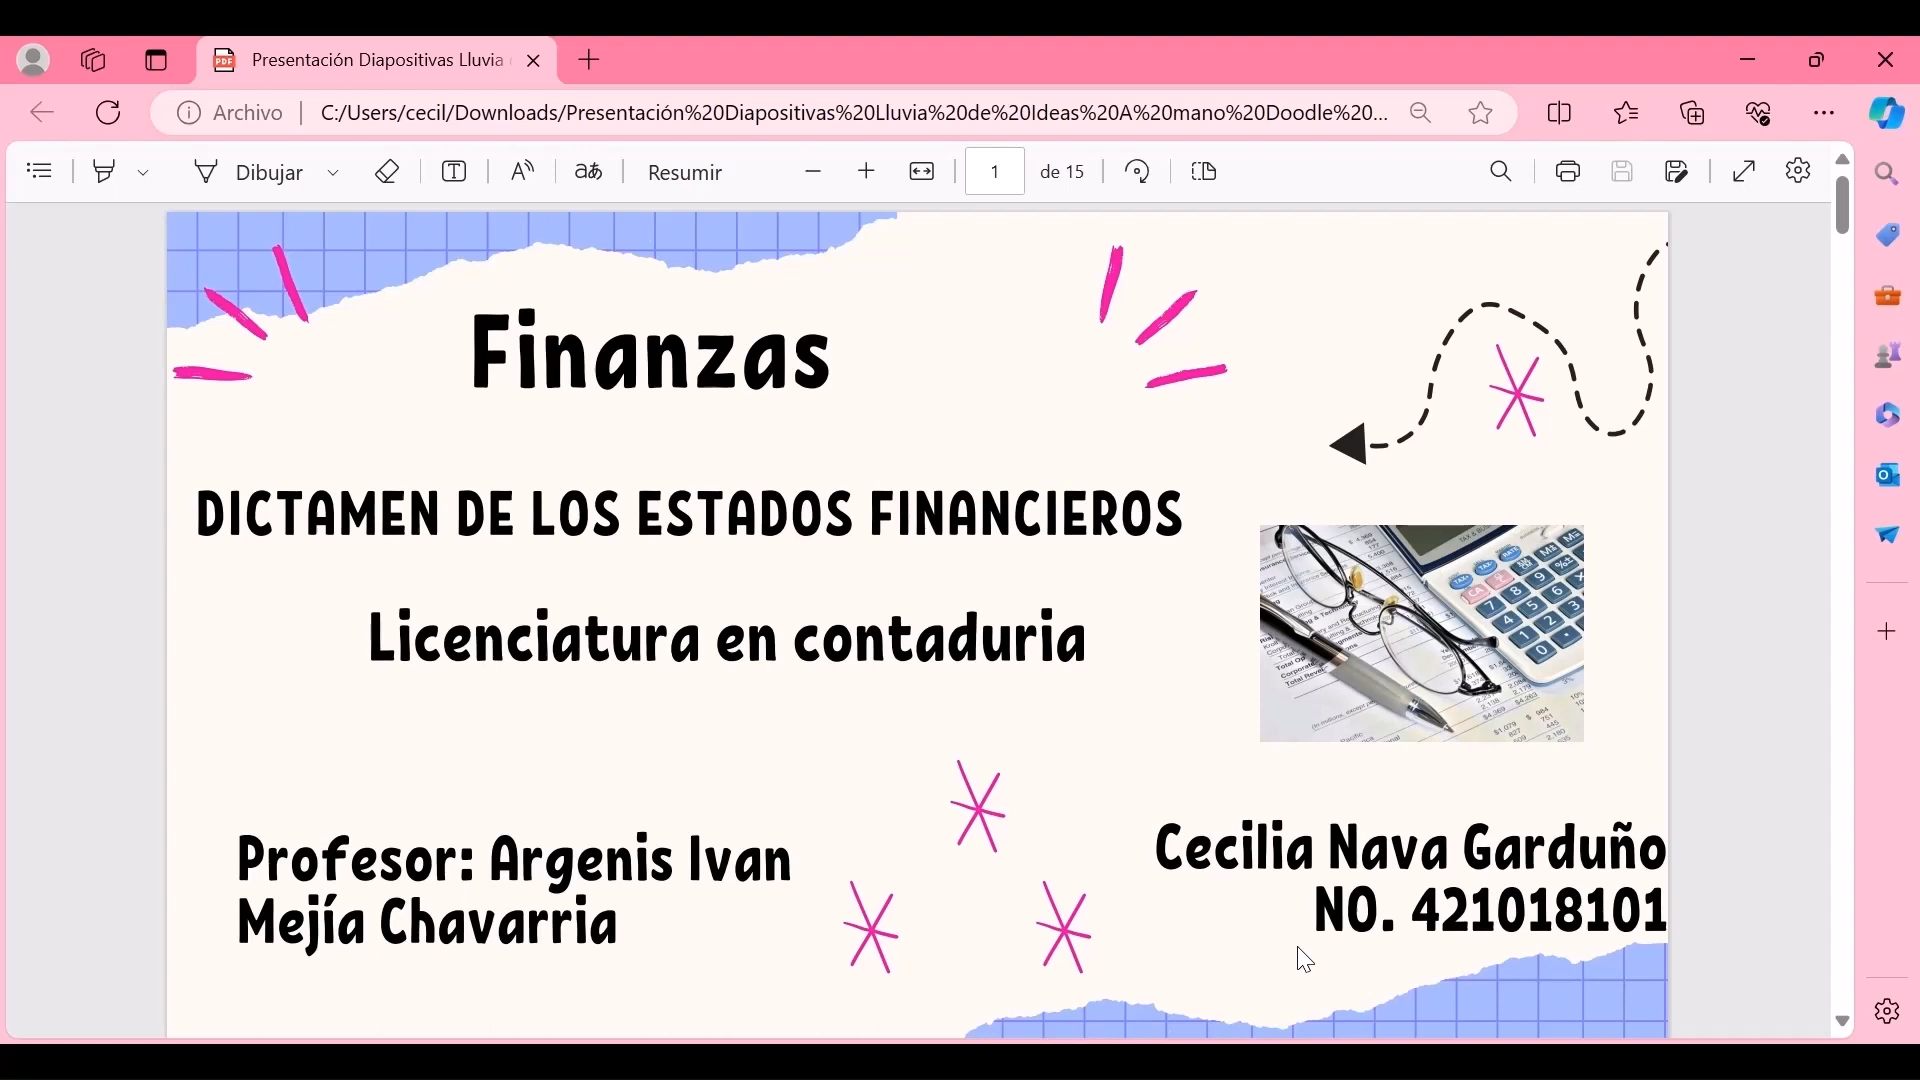 Presentación Diapositivas Lluvia
Archivo
C:/Users/cecil/Downloads/Presentación%20Diapositivas%20Lluvia%20de%20Ideas%20A%20mano%20Doodle%20...
Dibujar
Resumir
1
de 15
Finanzas
DICTAMEN DE LOS ESTADOS FINANCIEROS
Licenciatura en contaduria
Profesor: Argenis Ivan
Mejía Chavarria
Cecilia Nava Garduño
NO. 421018101